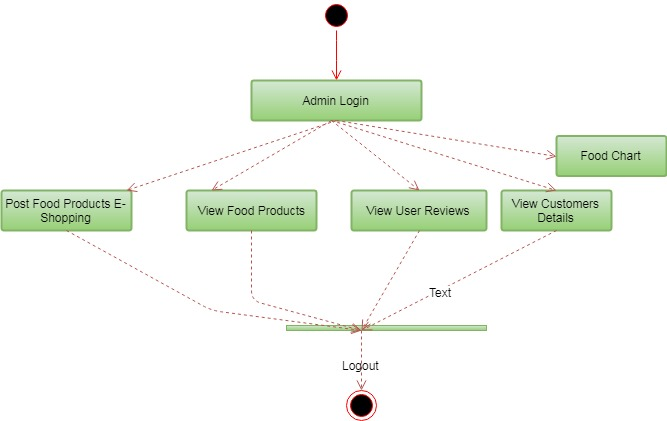 Admin Login
Food Chart
Post Food Products E-
Shopping
View Food Products
View User Reviews
View Customers
Details
Text
Logout